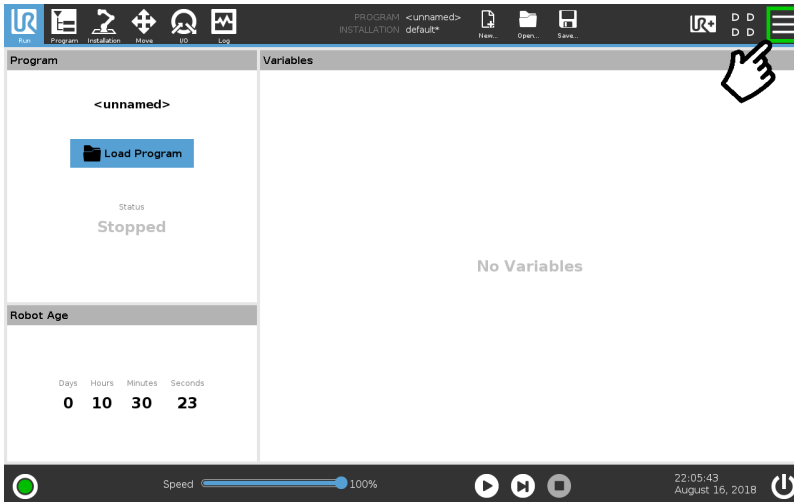 UR
Run
Program
Installation
Move
I/O
Log
PROGRAM <unnamed>
INSTALLATION default*
New...
Open...
Save...
UR+
D D
D D
Program
<unnamed>
Load Program
Status
Stopped
Variables
No Variables
Robot Age
Days Hours Minutes Seconds
0 10 30 23
Speed 100%
22:05:43
August 16, 2018